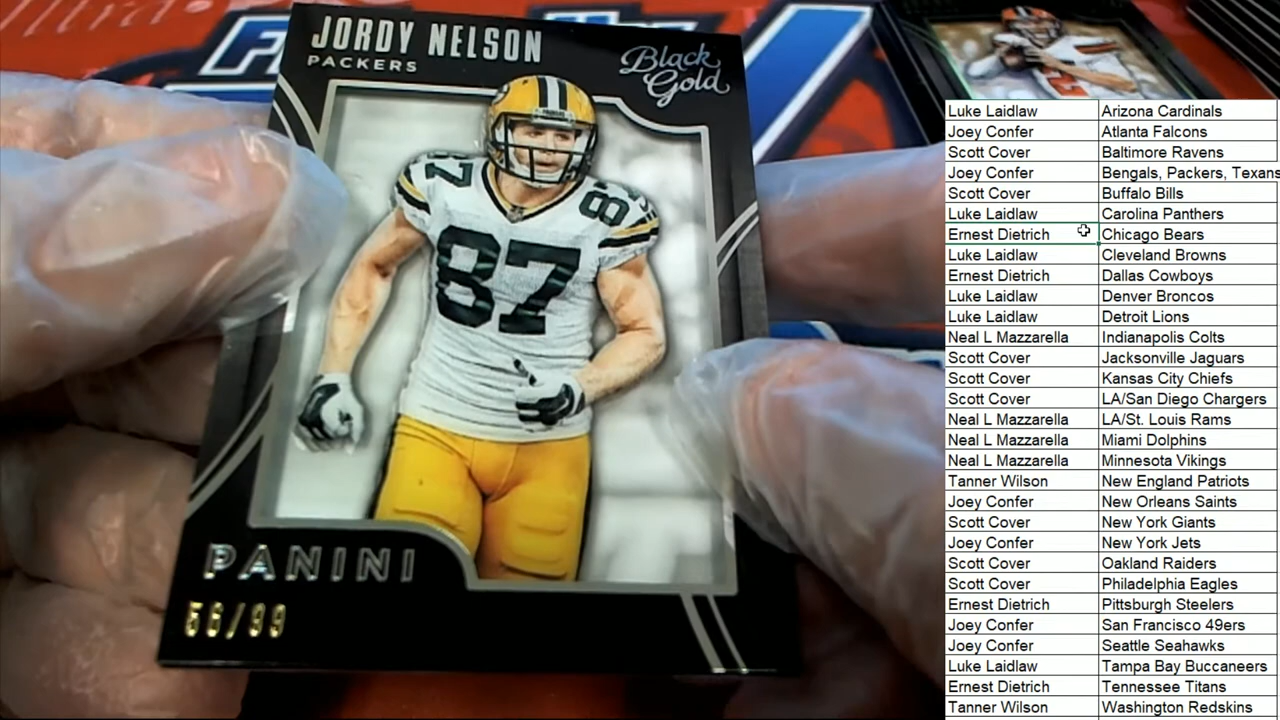 JORDY NELSON
PACKERS
Black
Gold
87
87
PANINI
56/99
Luke Laidlaw Arizona Cardinals
Joey Confer Atlanta Falcons
Scott Cover Baltimore Ravens
Joey Confer Bengals, Packers, Texans
Scott Cover Buffalo Bills
Luke Laidlaw Carolina Panthers
Ernest Dietrich Chicago Bears
Luke Laidlaw Cleveland Browns
Ernest Dietrich Dallas Cowboys
Luke Laidlaw Denver Broncos
Luke Laidlaw Detroit Lions
Neal L Mazzarella Indianapolis Colts
Scott Cover Jacksonville Jaguars
Scott Cover Kansas City Chiefs
Scott Cover LA/San Diego Chargers
Neal L Mazzarella LA/St. Louis Rams
Neal L Mazzarella Miami Dolphins
Neal L Mazzarella Minnesota Vikings
Tanner Wilson New England Patriots
Joey Confer New Orleans Saints
Scott Cover New York Giants
Joey Confer New York Jets
Scott Cover Oakland Raiders
Scott Cover Philadelphia Eagles
Ernest Dietrich Pittsburgh Steelers
Joey Confer San Francisco 49ers
Joey Confer Seattle Seahawks
Luke Laidlaw Tampa Bay Buccaneers
Ernest Dietrich Tennessee Titans
Tanner Wilson Washington Redskins